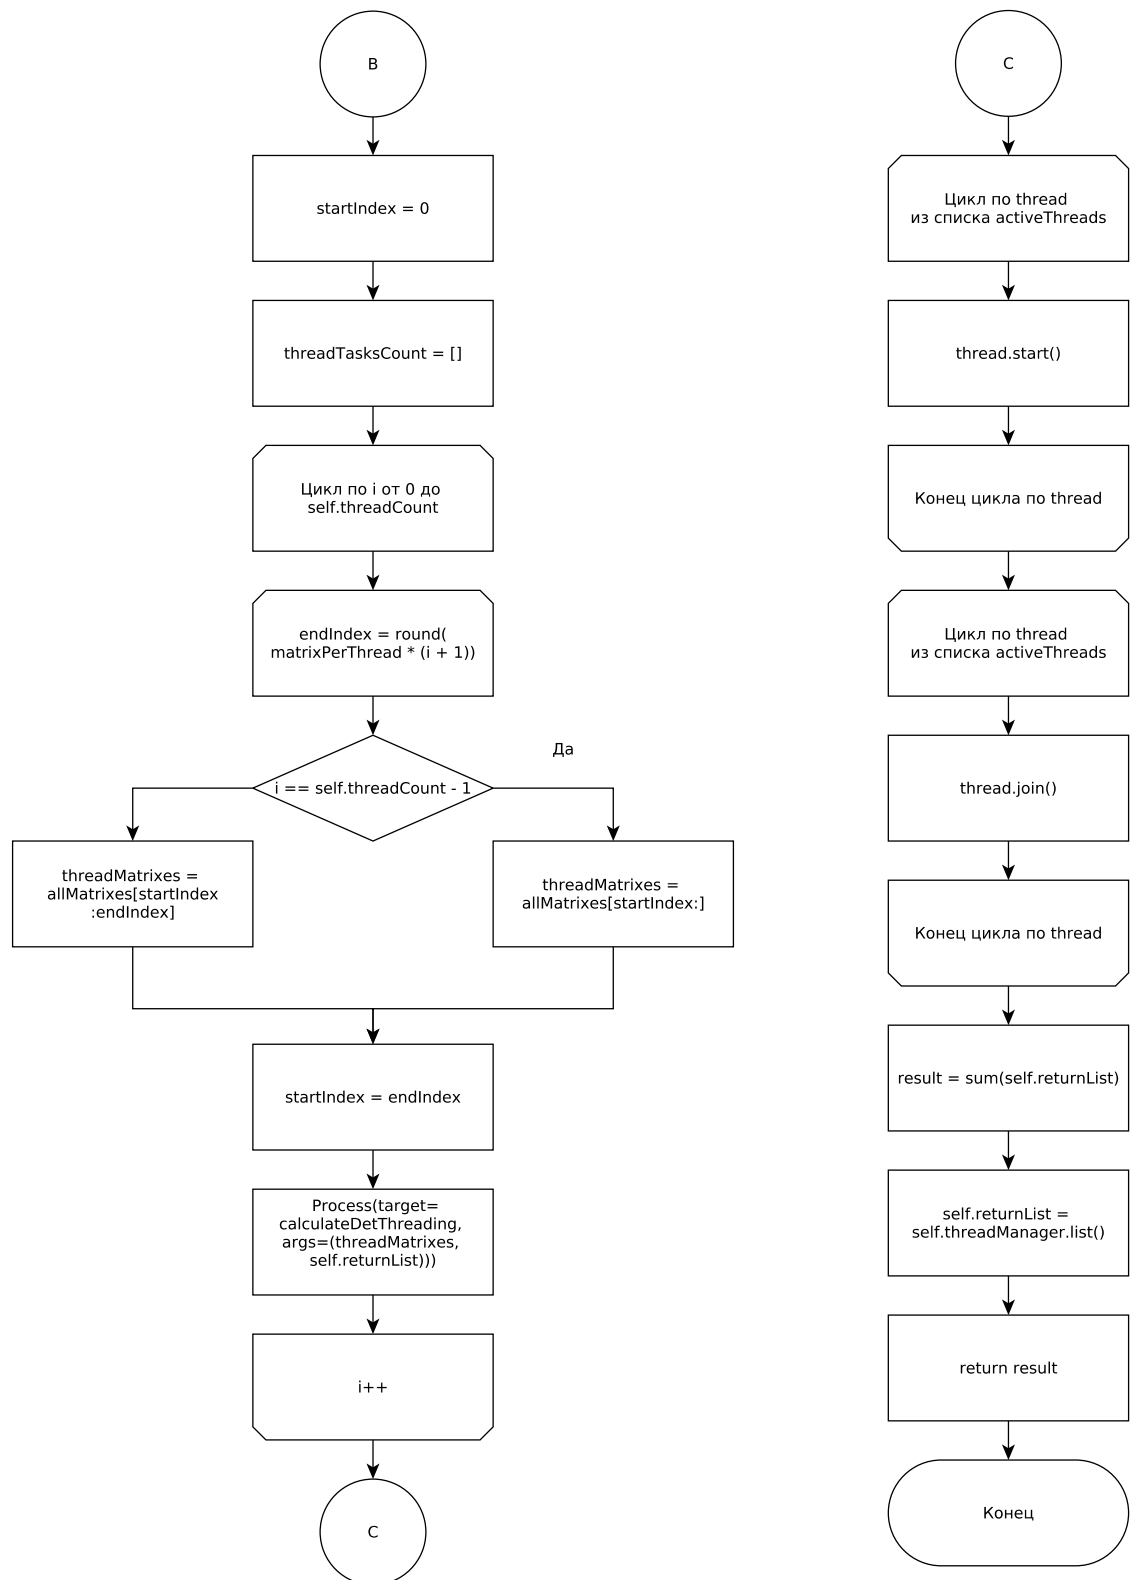 B
startIndex = 0
threadTasksCount = []
Цикл по i от 0 до
self.threadCount
endIndex = round(
matrixPerThread * (i + 1))
Да
i == self.threadCount - 1
threadMatrixes =
allMatrixes[startIndex
:endIndex]
threadMatrixes =
allMatrixes[startIndex:]
startIndex = endIndex
Process(target=
calculateDetThreading,
args=(threadMatrixes,
self.returnList)))
i++
C
C
Цикл по thread
из списка activeThreads
thread.start()
Конец цикла по thread
Цикл по thread
из списка activeThreads
thread.join()
Конец цикла по thread
result = sum(self.returnList)
self.returnList =
self.threadManager.list()
return result
Конец